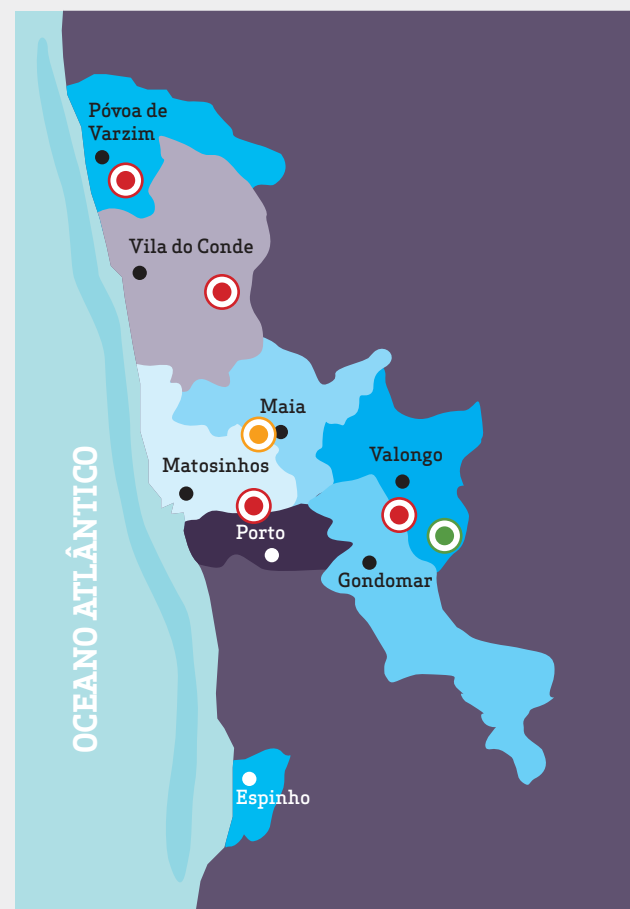 Póvoa de
Varzim
Vila do Conde
Maia
Matosinhos
Valongo
Porto
Gondomar
OCEANO ATLÂNTICO
Espinho